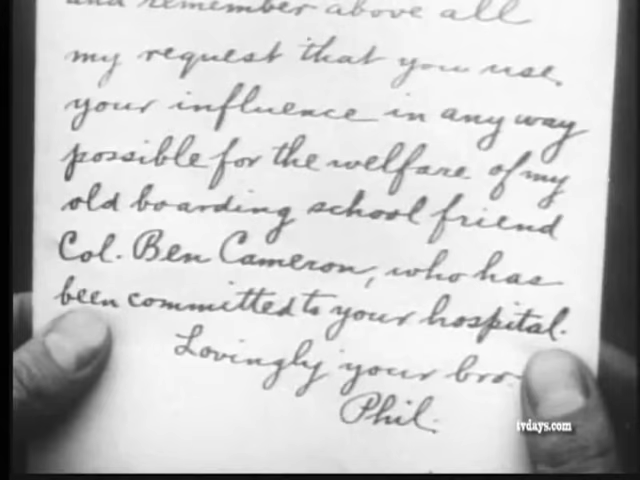 and remember above all
my request that you use
your influence in any way
possible for the welfare of my
old boarding school friend
Col. Ben Cameron, who has
been committed to your hospital.
Lovingly your bro.
Phil.
tvdays.com